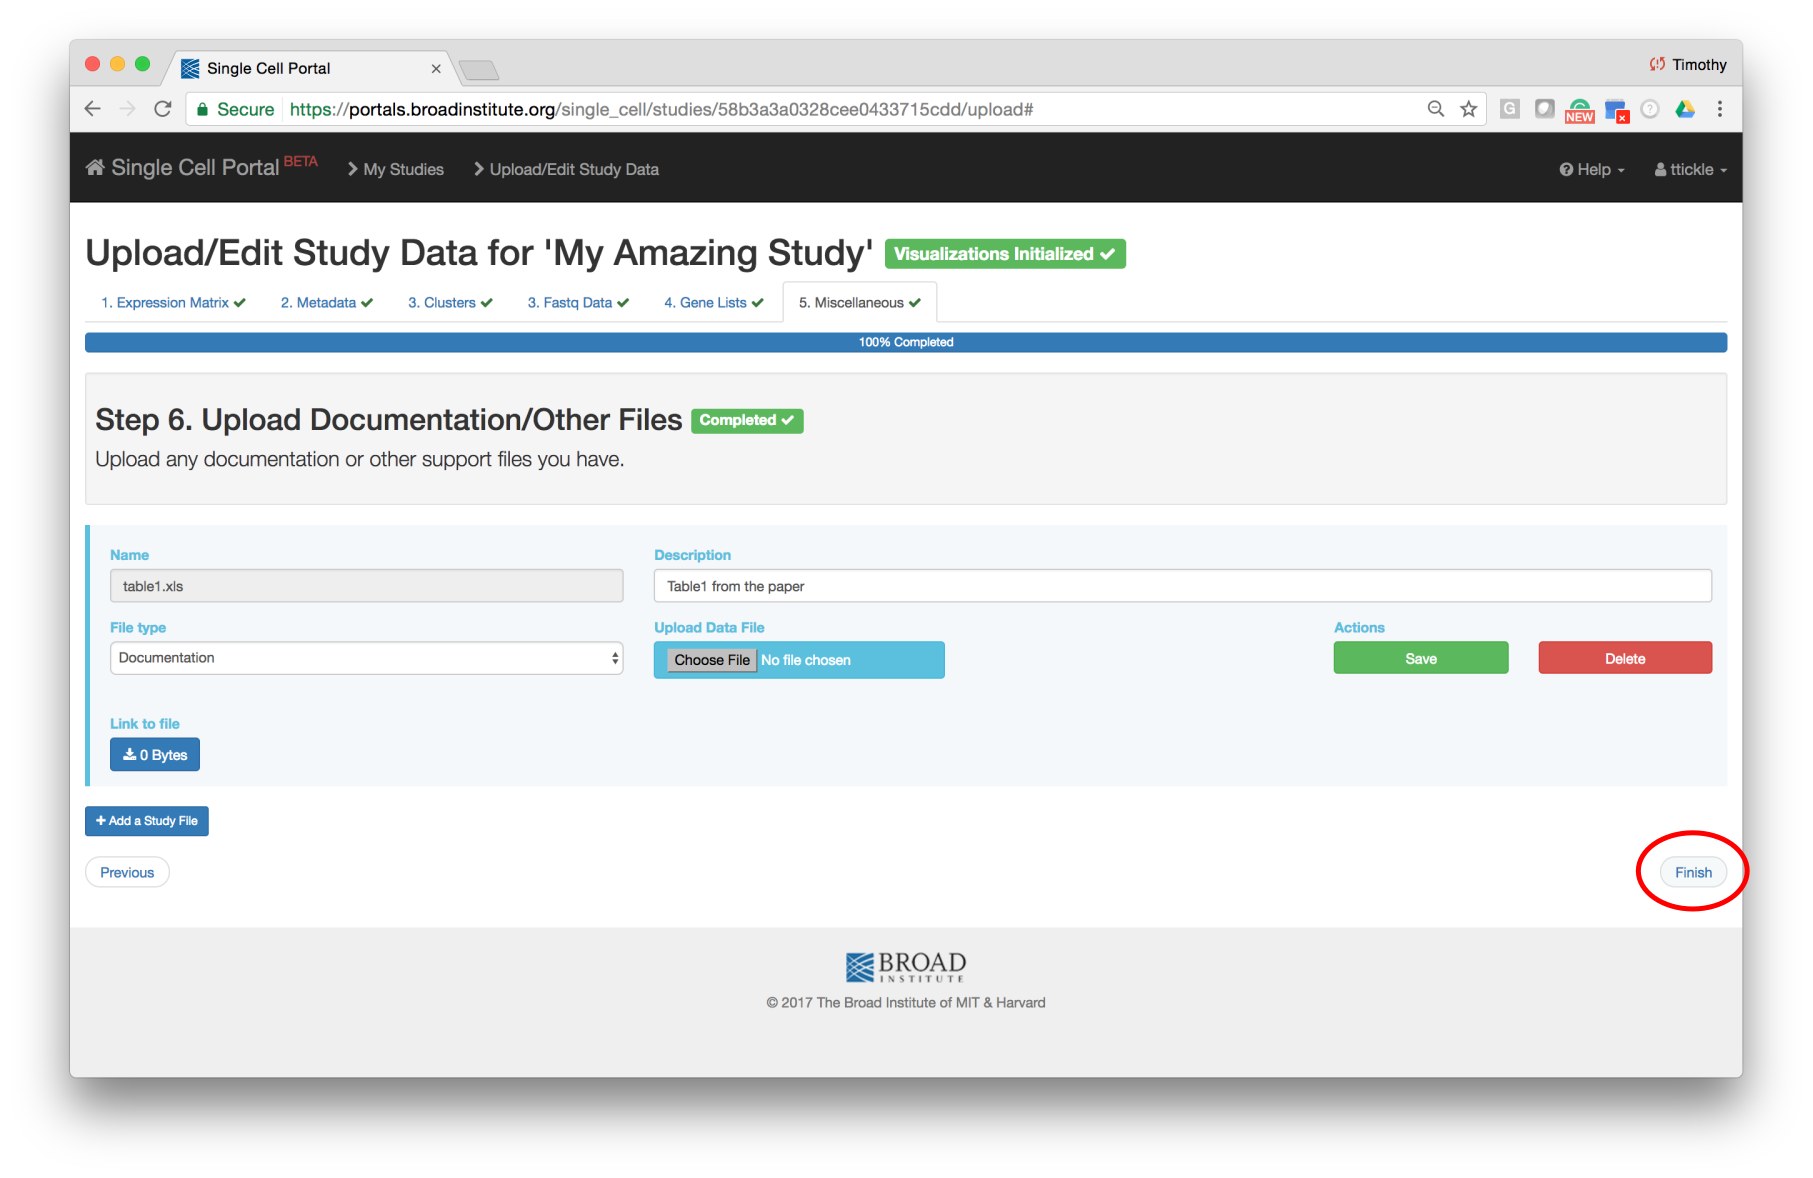 Single Cell Portal
Timothy
Secure https://portals.broadinstitute.org/single_cell/studies/58b3a3a0328cee0433715cdd/upload#
G
NEW
Single Cell Portal BETA My Studies Upload/Edit Study Data Help ttickle
Upload/Edit Study Data for 'My Amazing Study' Visualizations Initialized
1. Expression Matrix 2. Metadata 3. Clusters 3. Fastq Data 4. Gene Lists 5. Miscellaneous
100% Completed
Step 6. Upload Documentation/Other Files Completed
Upload any documentation or other support files you have.
Name Description
table1.xls Table1 from the paper
File type Upload Data File Actions
Documentation Choose File No file chosen Save Delete
Link to file
0 Bytes
+ Add a Study File
Previous Finish
BROAD
INSTITUTE
© 2017 The Broad Institute of MIT & Harvard